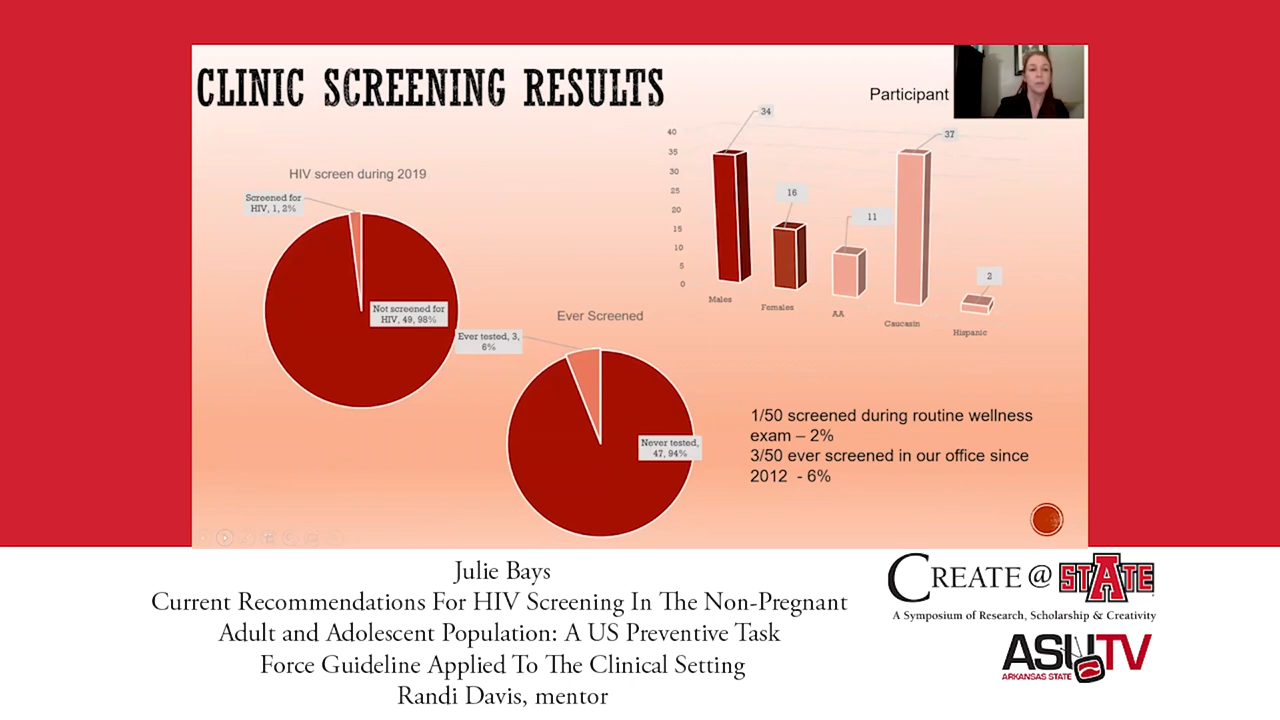 CLINIC SCREENING RESULTS
Participant
HIV screen during 2019
Screened for
HIV, 1, 2%
Not screened for
HIV, 49, 98%
Ever Screened
Ever tested, 3,
6%
Never tested,
47, 94%
40
35
30
25
20
15
10
5
0
34
16
11
37
2
Males
Females
AA
Caucasin
Hispanic
1/50 screened during routine wellness
exam – 2%
3/50 ever screened in our office since
2012 - 6%
Julie Bays
Current Recommendations For HIV Screening In The Non-Pregnant
Adult and Adolescent Population: A US Preventive Task
Force Guideline Applied To The Clinical Setting
Randi Davis, mentor
CREATE @ STATE
A Symposium of Research, Scholarship & Creativity
ASUTV
ARKANSAS STATE